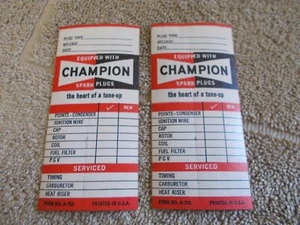 PLUG TYPE
MILEAGE
DATE
EQUIPPED WITH
CHAMPION
SPARK PLUGS
the heart of a tune-up
✓ NEW
POINTS - CONDENSER
IGNITION WIRE
CAP
ROTOR
COIL
FUEL FILTER
PCV
SERVICED
TIMING
CARBURETOR
HEAT RISER
PRINTED IN U.S.A.
PLUG TYPE
MILEAGE
DATE
EQUIPPED WITH
CHAMPION
SPARK PLUGS
the heart of a tune-up
✓ NEW
POINTS - CONDENSER
IGNITION WIRE
CAP
ROTOR
COIL
FUEL FILTER
PCV
SERVICED
TIMING
CARBURETOR
HEAT RISER
PRINTED IN U.S.A.